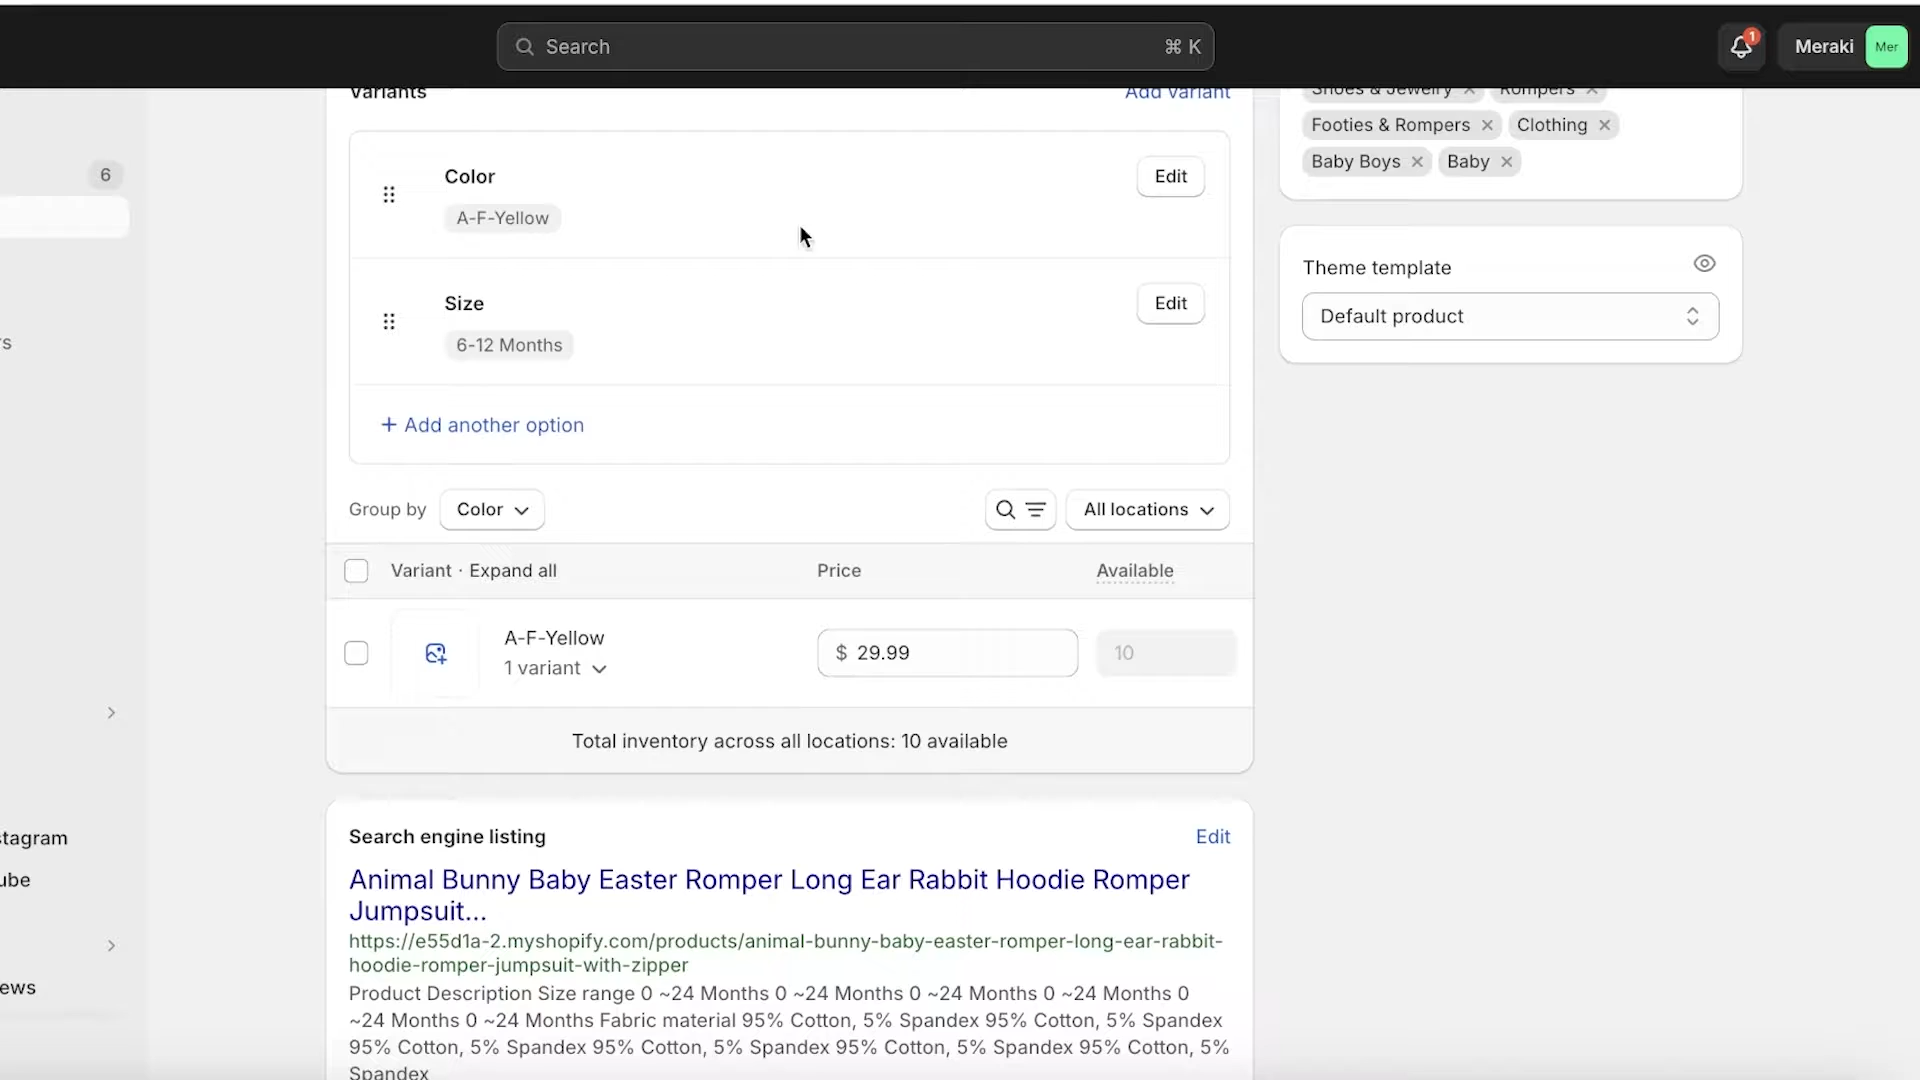 Search
⌘ K
1
Meraki
Mer
Variants
Add variant
Shoes & Jewelry
Rompers
Footies & Rompers
Clothing
Baby Boys
Baby
6
Color
A-F-Yellow
Edit
Size
6-12 Months
Edit
+ Add another option
Theme template
Default product
Group by
Color
All locations
Variant · Expand all
Price
Available
A-F-Yellow
1 variant
$ 29.99
10
Total inventory across all locations: 10 available
Search engine listing
Edit
Animal Bunny Baby Easter Romper Long Ear Rabbit Hoodie Romper
Jumpsuit...
https://e55d1a-2.myshopify.com/products/animal-bunny-baby-easter-romper-long-ear-rabbit-
hoodie-romper-jumpsuit-with-zipper
Product Description Size range 0 ~24 Months 0 ~24 Months 0 ~24 Months 0 ~24 Months 0
~24 Months 0 ~24 Months Fabric material 95% Cotton, 5% Spandex 95% Cotton, 5% Spandex
95% Cotton, 5% Spandex 95% Cotton, 5% Spandex 95% Cotton, 5% Spandex 95% Cotton, 5%
Spandex
rs
stagram
ube
ews